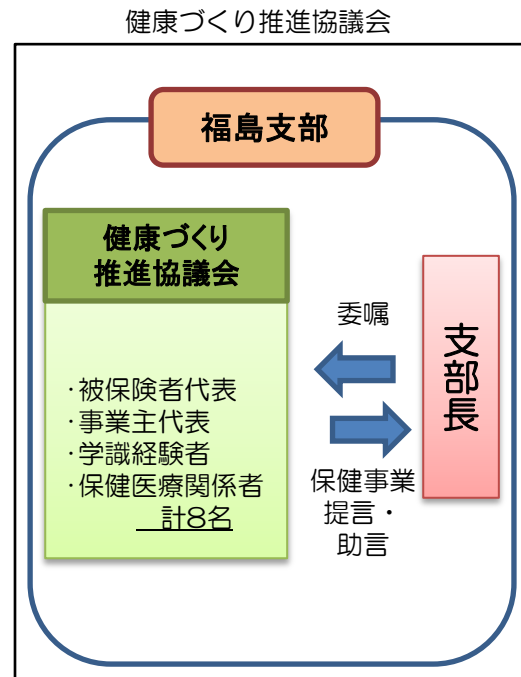 健康づくり推進協議会
福島支部
健康づくり
推進協議会
・被保険者代表
・事業主代表
・学識経験者
・保健医療関係者
計8名
委嘱
保健事業
提言・
助言
支部長